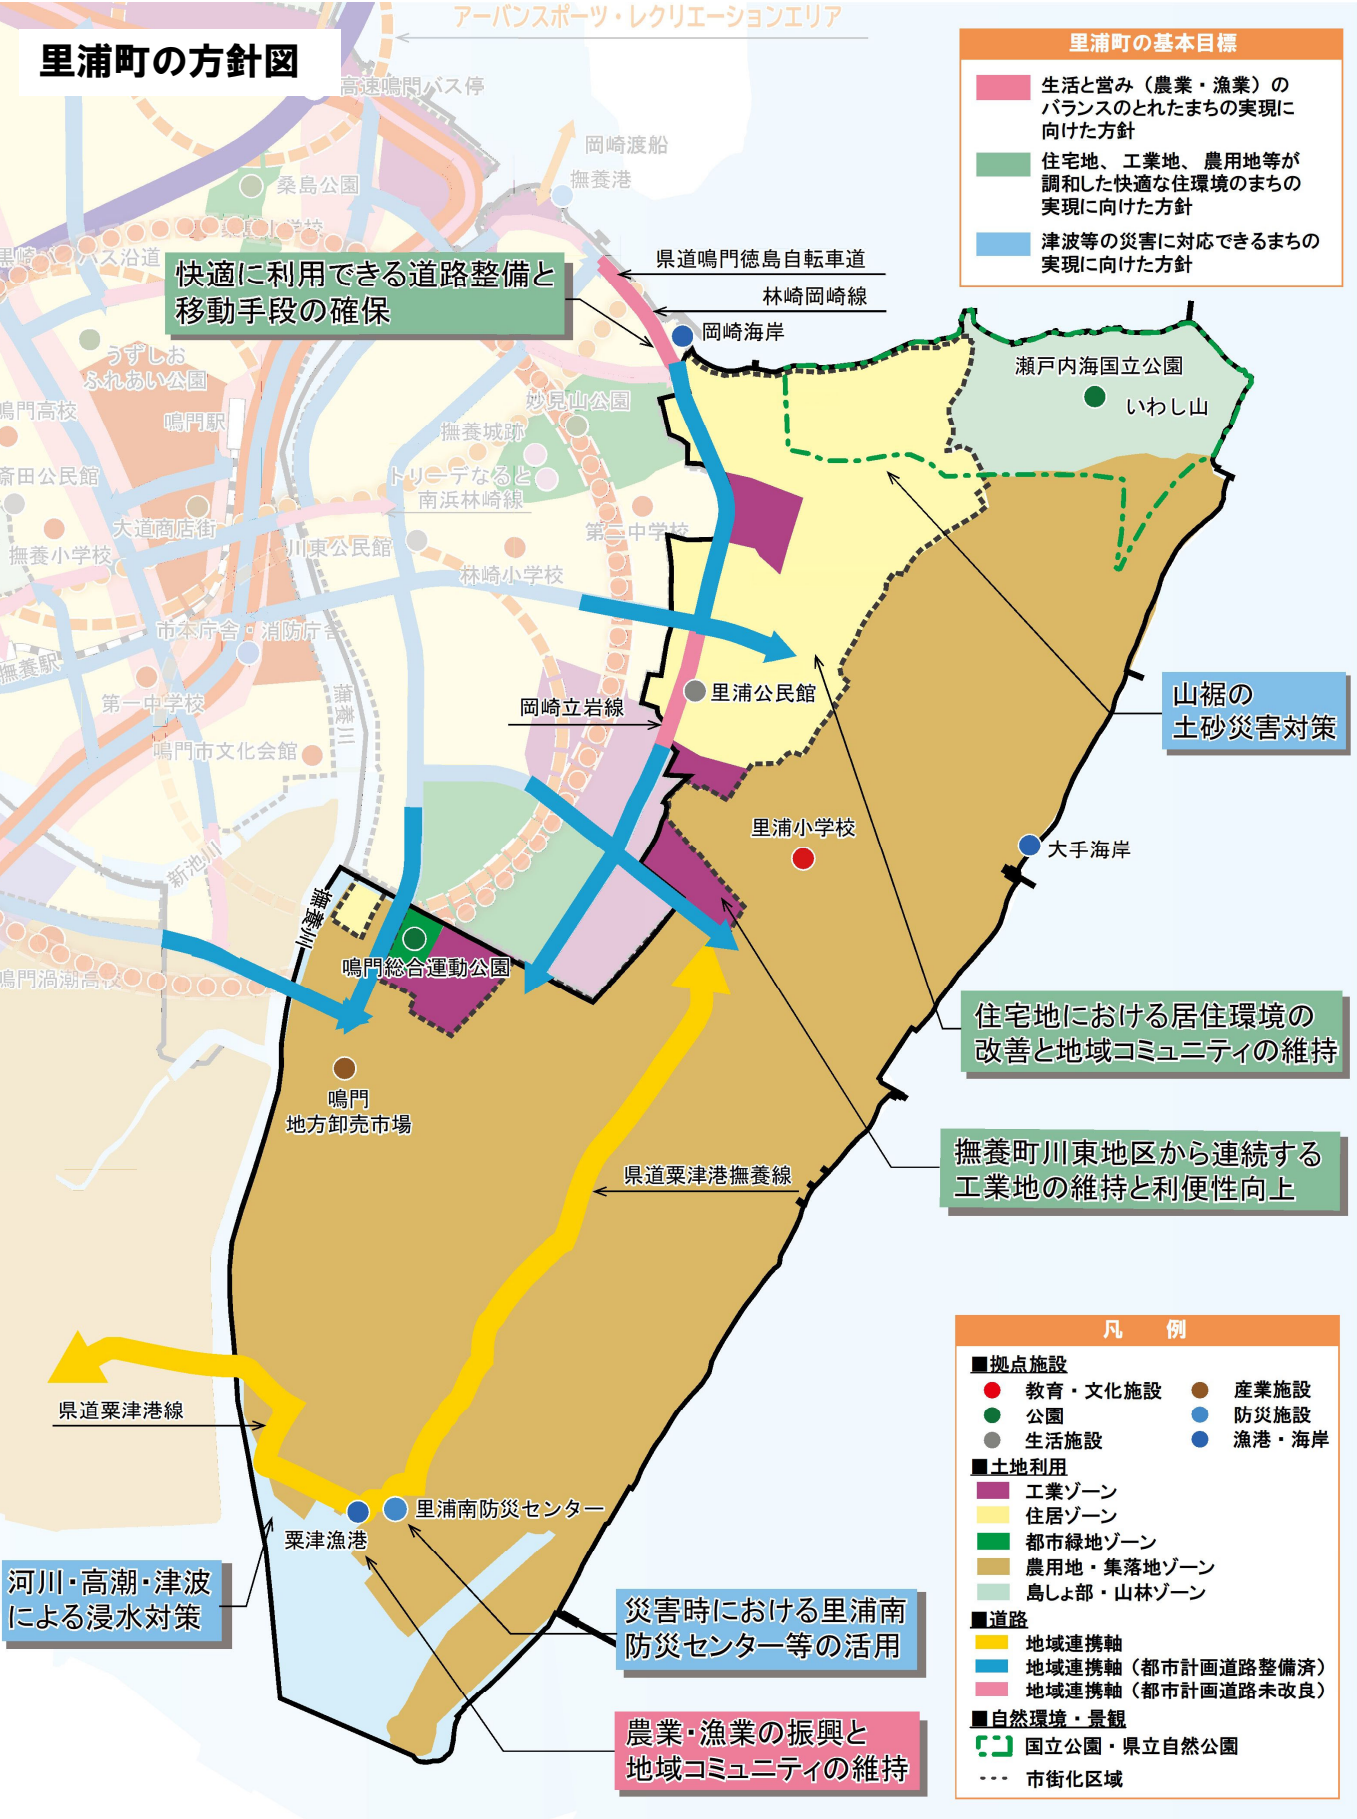 アーバンスポーツ・レクリエーションエリア
里浦町の方針図
高速鳴門バス停
岡崎渡船
撫養港
桑島公園
里浦町の基本目標
生活と営み（農業・漁業）の
バランスのとれたまちの実現に
向けた方針
住宅地、工業地、農用地等が
調和した快適な住環境のまちの
実現に向けた方針
津波等の災害に対応できるまちの
実現に向けた方針
快適に利用できる道路整備と
移動手段の確保
県道鳴門徳島自転車道
林崎岡崎線
岡崎海岸
瀬戸内海国立公園
いわし山
うずしお
ふれあい公園
鳴門高校
鳴門駅
妙見山公園
撫養城跡
トリーデなると
南浜林崎線
斎田公民館
大道商店街
第二中学校
撫養小学校
川東公民館
林崎小学校
市本庁舎・消防庁舎
撫養駅
第一中学校
撫養川
岡崎立岩線
里浦公民館
鳴門市文化会館
山裾の
土砂災害対策
里浦小学校
大手海岸
新池川
撫養川
鳴門総合運動公園
鳴門渦潮高校
住宅地における居住環境の
改善と地域コミュニティの維持
鳴門
地方卸売市場
撫養町川東地区から連続する
工業地の維持と利便性向上
県道粟津港撫養線
県道粟津港線
里浦南防災センター
粟津漁港
河川・高潮・津波
による浸水対策
災害時における里浦南
防災センター等の活用
農業・漁業の振興と
地域コミュニティの維持
凡　例
■拠点施設
教育・文化施設
産業施設
公園
防災施設
生活施設
漁港・海岸
■土地利用
工業ゾーン
住居ゾーン
都市緑地ゾーン
農用地・集落地ゾーン
島しょ部・山林ゾーン
■道路
地域連携軸
地域連携軸（都市計画道路整備済）
地域連携軸（都市計画道路未改良）
■自然環境・景観
国立公園・県立自然公園
市街化区域